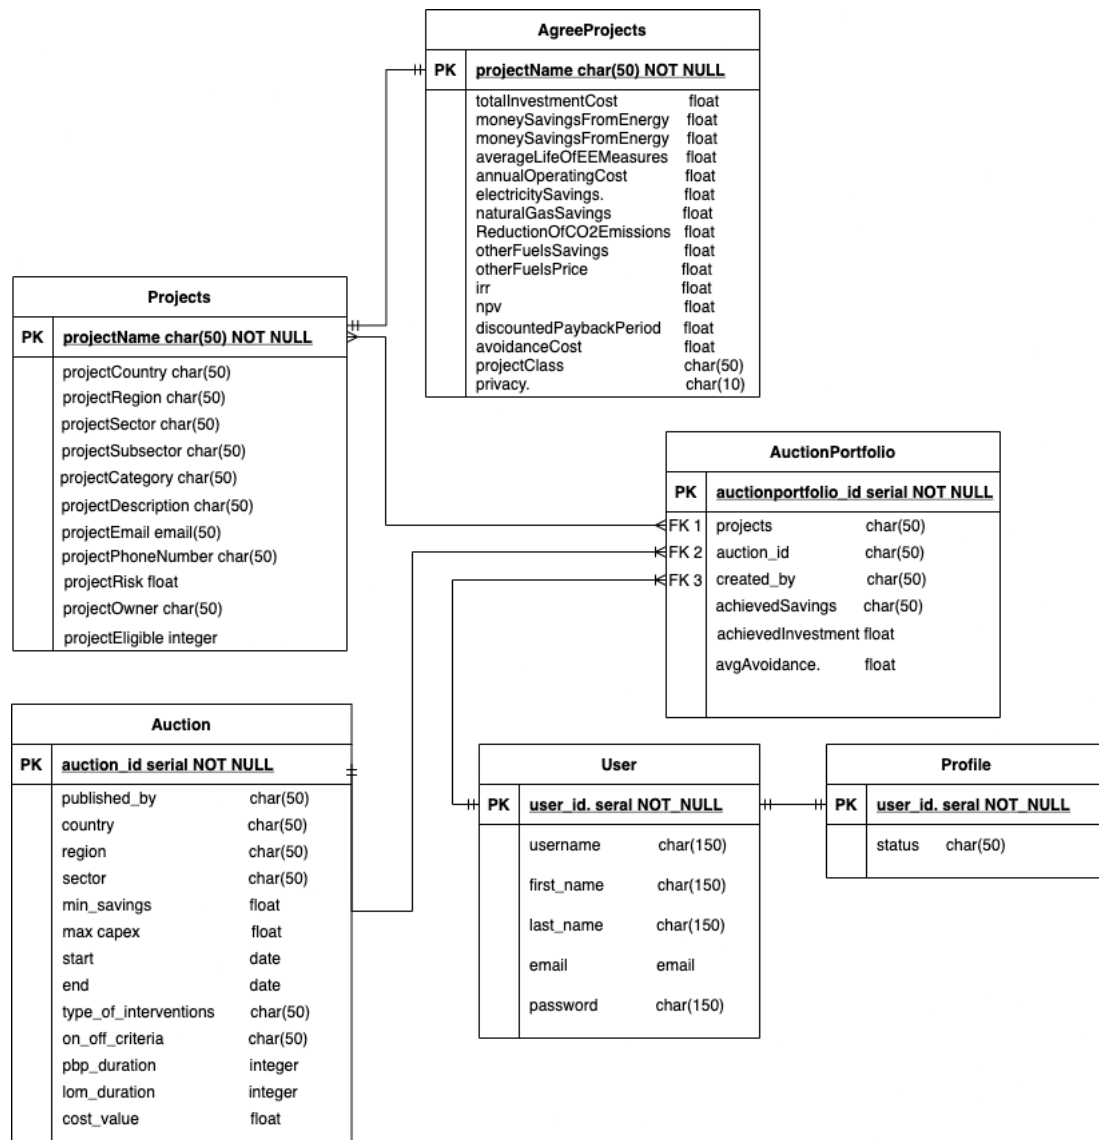 AgreeProjects
PK projectName char(50) NOT NULL
totalInvestmentCost float
moneySavingsFromEnergy float
moneySavingsFromEnergy float
averageLifeOfEEMeasures float
annualOperatingCost float
electricitySavings. float
naturalGasSavings float
ReductionOfCO2Emissions float
otherFuelsSavings float
otherFuelsPrice float
irr float
npv float
discountedPaybackPeriod float
avoidanceCost float
projectClass char(50)
privacy. char(10)
Projects
PK projectName char(50) NOT NULL
projectCountry char(50)
projectRegion char(50)
projectSector char(50)
projectSubsector char(50)
projectCategory char(50)
projectDescription char(50)
projectEmail email(50)
projectPhoneNumber char(50)
projectRisk float
projectOwner char(50)
projectEligible integer
AuctionPortfolio
PK auctionportfolio_id serial NOT NULL
FK 1 projects char(50)
FK 2 auction_id char(50)
FK 3 created_by char(50)
achievedSavings char(50)
achievedInvestment float
avgAvoidance. float
Auction
PK auction_id serial NOT NULL
published_by char(50)
country char(50)
region char(50)
sector char(50)
min_savings float
max capex float
start date
end date
type_of_interventions char(50)
on_off_criteria char(50)
pbp_duration integer
lom_duration integer
cost_value float
User
PK user_id. seral NOT_NULL
username char(150)
first_name char(150)
last_name char(150)
email email
password char(150)
Profile
PK user_id. seral NOT_NULL
status char(50)